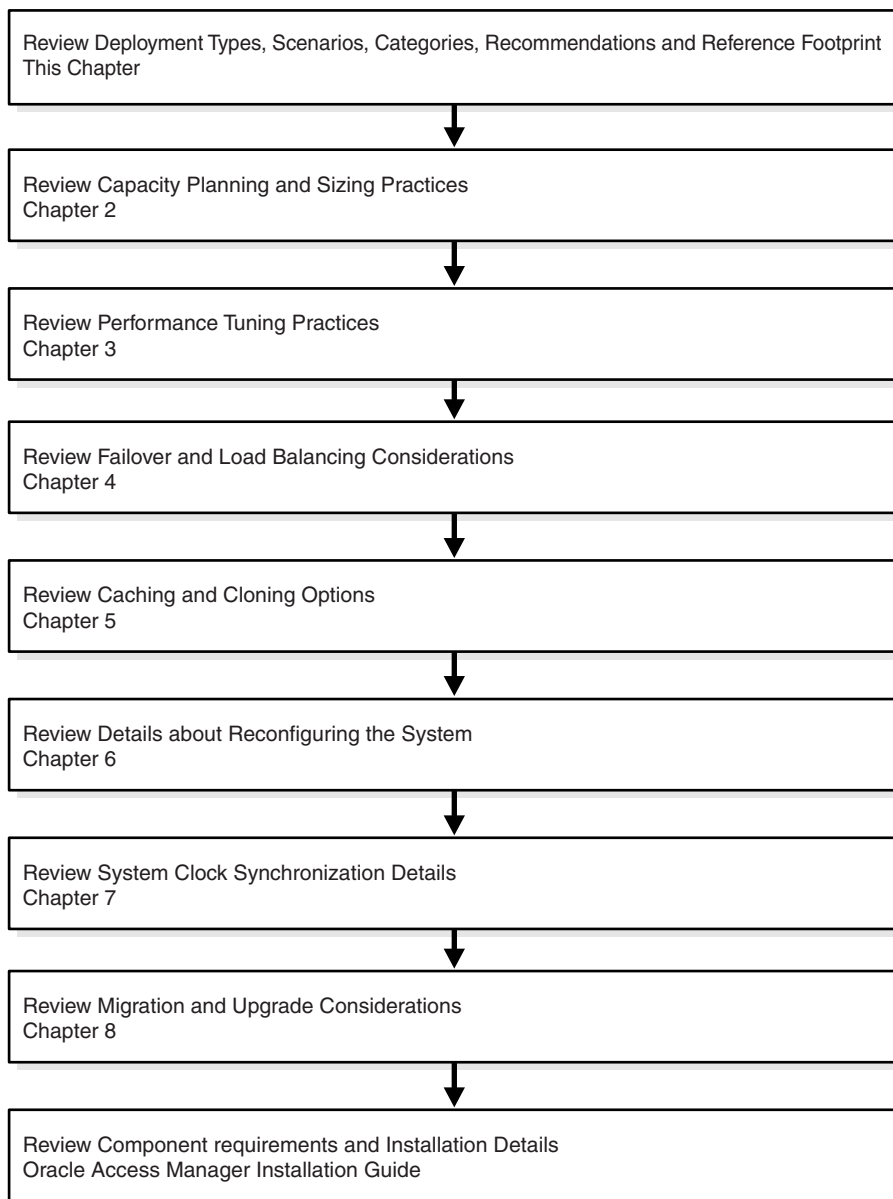 Review Deployment Types, Scenarios, Categories, Recommendations and Reference Footprint
This Chapter
Review Capacity Planning and Sizing Practices
Chapter 2
Review Performance Tuning Practices
Chapter 3
Review Failover and Load Balancing Considerations
Chapter 4
Review Caching and Cloning Options
Chapter 5
Review Details about Reconfiguring the System
Chapter 6
Review System Clock Synchronization Details
Chapter 7
Review Migration and Upgrade Considerations
Chapter 8
Review Component requirements and Installation Details
Oracle Access Manager Installation Guide